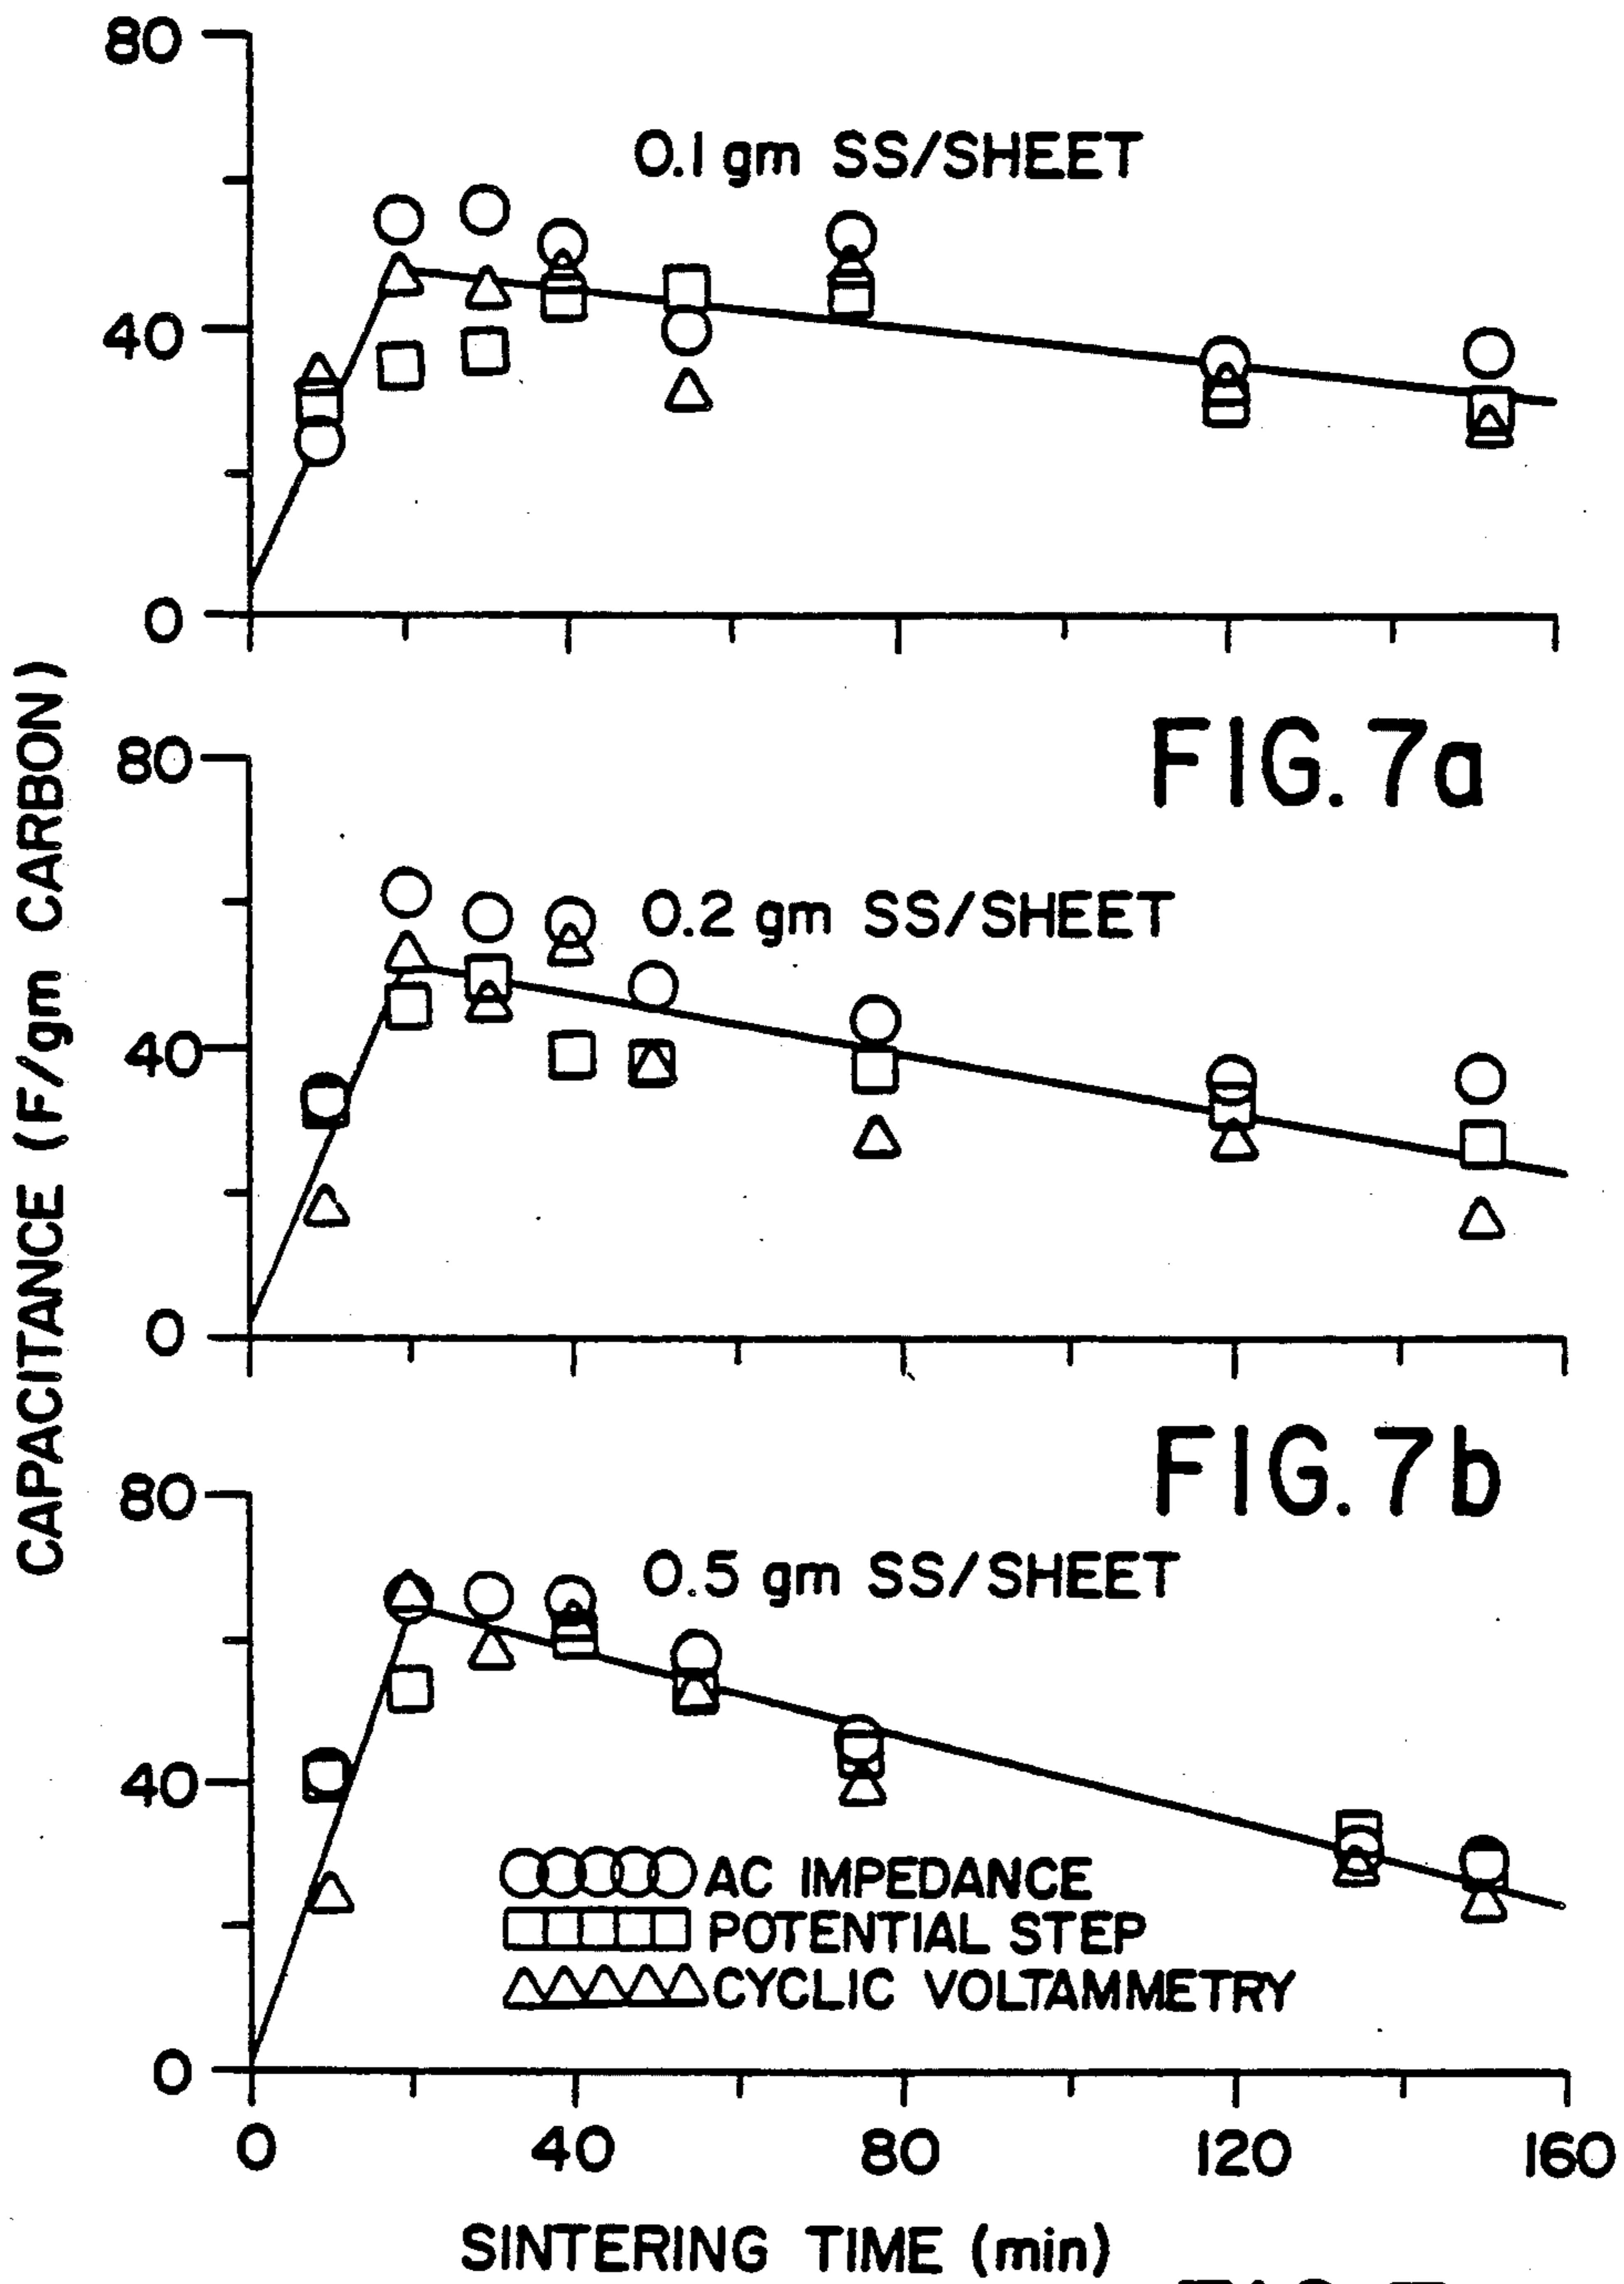 80
0.1 gm SS/SHEET
40
0
CAPACITANCE (F/gm CARBON)
FIG. 7a
80
0.2 gm SS/SHEET
40
0
FIG. 7b
80
0.5 gm SS/SHEET
40
AC IMPEDANCE
POTENTIAL STEP
CYCLIC VOLTAMMETRY
0
0 40 80 120 160
SINTERING TIME (min)